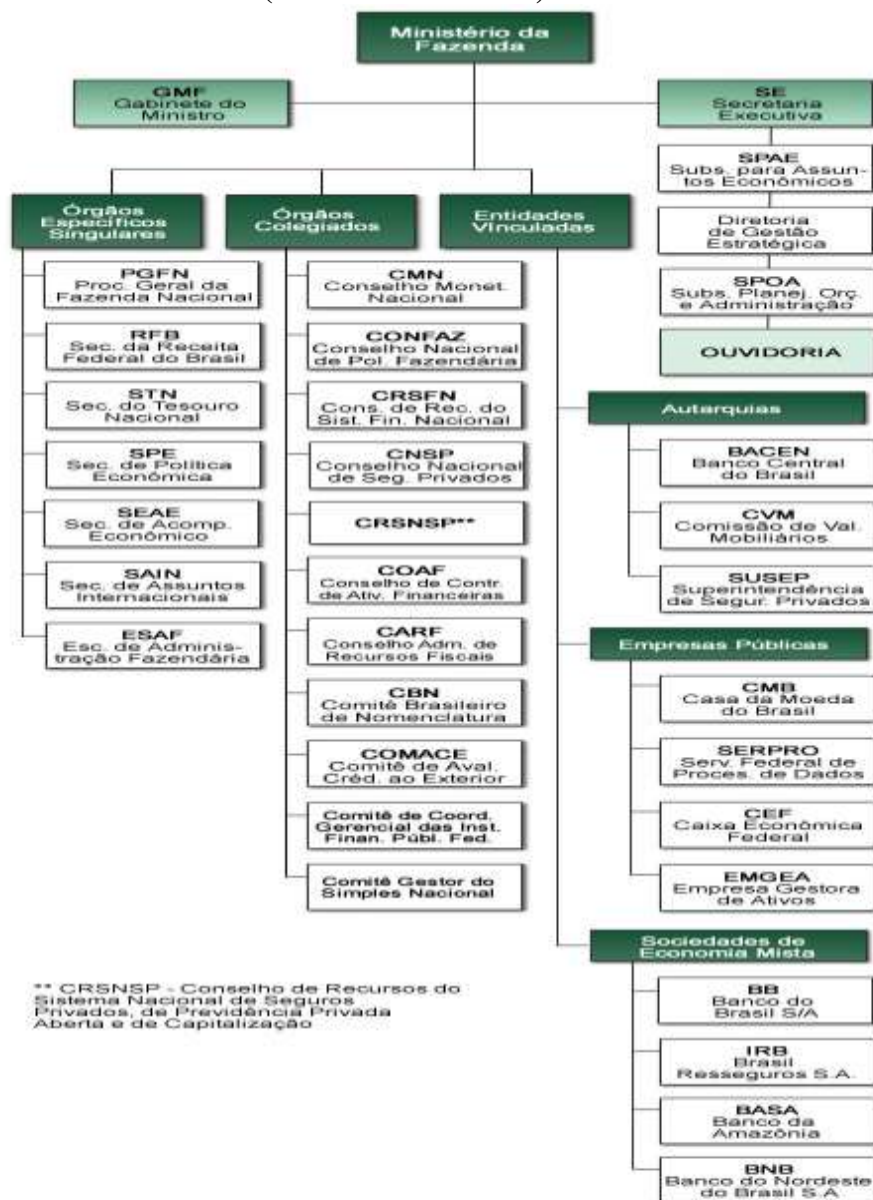 Ministério da
Fazenda
GMF
Gabinete do
Ministro
SE
Secretaria
Executiva
SPAE
Subs. para Assun-
tos Econômicos
Diretoria
de Gestão
Estratégica
SPOA
Subs. Planej. Orç.
e Administração
OUVIDORIA
Órgãos
Específicos
Singulares
PGFN
Proc. Geral da
Fazenda Nacional
RFB
Sec. da Receita
Federal do Brasil
STN
Sec. do Tesouro
Nacional
SPE
Sec. de Política
Econômica
SEAE
Sec. de Acomp.
Econômico
SAIN
Sec. de Assuntos
Internacionais
ESAF
Esc. de Adminis-
tração Fazendária
Órgãos
Colegiados
CMN
Conselho Monet.
Nacional
CONFAZ
Conselho Nacional
de Pol. Fazendária
CRSFN
Cons. de Rec. do
Sist. Fin. Nacional
CNSP
Conselho Nacional
de Seg. Privados
CRSNSP**
COAF
Conselho de Contr.
de Ativ. Financeiras
CARF
Conselho Adm. de
Recursos Fiscais
CBN
Comitê Brasileiro
de Nomenclatura
COMACE
Comitê de Aval.
Créd. ao Exterior
Comitê de Coord.
Gerencial das Inst.
Finan. Públ. Fed.
Comitê Gestor do
Simples Nacional
Entidades
Vinculadas
Autarquias
BACEN
Banco Central
do Brasil
CVM
Comissão de Val.
Mobiliários
SUSEP
Superintendência
de Segur. Privados
Empresas Públicas
CMB
Casa da Moeda
do Brasil
SERPRO
Serv. Federal de
Proces. de Dados
CEF
Caixa Econômica
Federal
EMGEA
Empresa Gestora
de Ativos
Sociedades de
Economia Mista
BB
Banco do
Brasil S/A
IRB
Brasil
Resseguros S.A.
BASA
Banco da
Amazônia
BNB
Banco do Nordeste
do Brasil S.A.
** CRSNSP - Conselho de Recursos do
Sistema Nacional de Seguros
Privados, de Previdência Privada
Aberta e de Capitalização